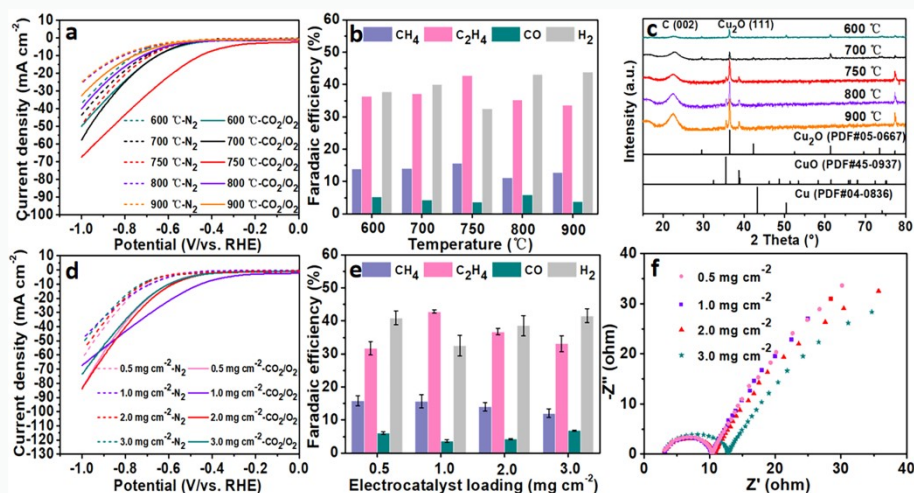 a
Current density (mA cm⁻²)
0
-10
-20
-30
-40
-50
-60
-70
-80
-90
-100
600 ℃-N₂ 600 ℃-CO₂/O₂
700 ℃-N₂ 700 ℃-CO₂/O₂
750 ℃-N₂ 750 ℃-CO₂/O₂
800 ℃-N₂ 800 ℃-CO₂/O₂
900 ℃-N₂ 900 ℃-CO₂/O₂
-1.0 -0.8 -0.6 -0.4 -0.2 0.0
Potential (V/vs. RHE)
b
CH₄ C₂H₄ CO H₂
Faradaic efficiency (%)
60
50
40
30
20
10
0
600 700 750 800 900
Temperature (℃)
c
C (002) Cu₂O (111)
Intensity (a.u.)
600 ℃
700 ℃
750 ℃
800 ℃
900 ℃
Cu₂O (PDF#05-0667)
CuO (PDF#45-0937)
Cu (PDF#04-0836)
20 30 40 50 60 70 80
2 Theta (°)
d
Current density (mA cm⁻²)
0
-10
-20
-30
-40
-50
-60
-70
-80
-90
-100
-110
-120
-130
0.5 mg cm⁻²-N₂ 0.5 mg cm⁻²-CO₂/O₂
1.0 mg cm⁻²-N₂ 1.0 mg cm⁻²-CO₂/O₂
2.0 mg cm⁻²-N₂ 2.0 mg cm⁻²-CO₂/O₂
3.0 mg cm⁻²-N₂ 3.0 mg cm⁻²-CO₂/O₂
-1.0 -0.8 -0.6 -0.4 -0.2 0.0
Potential (V/vs. RHE)
e
CH₄ C₂H₄ CO H₂
Faradaic efficiency (%)
60
50
40
30
20
10
0
0.5 1.0 2.0 3.0
Electrocatalyst loading (mg cm⁻²)
f
0.5 mg cm⁻²
1.0 mg cm⁻²
2.0 mg cm⁻²
3.0 mg cm⁻²
-Z'' (ohm)
40
30
20
10
0
0 10 20 30 40
Z' (ohm)